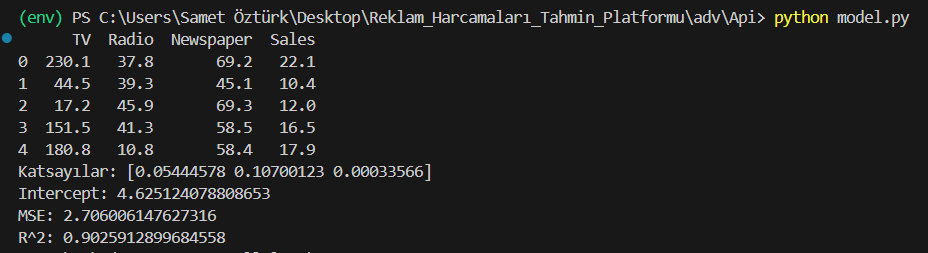 (env) PS C:\Users\Samet Öztürk\Desktop\Reklam_Harcamaları_Tahmin_Platformu\adv\Api> python model.py
TV Radio Newspaper Sales
0 230.1 37.8 69.2 22.1
1 44.5 39.3 45.1 10.4
2 17.2 45.9 69.3 12.0
3 151.5 41.3 58.5 16.5
4 180.8 10.8 58.4 17.9
Katsayılar: [0.05444578 0.10700123 0.00033566]
Intercept: 4.625124078808653
MSE: 2.706006147627316
R^2: 0.9025912899684558